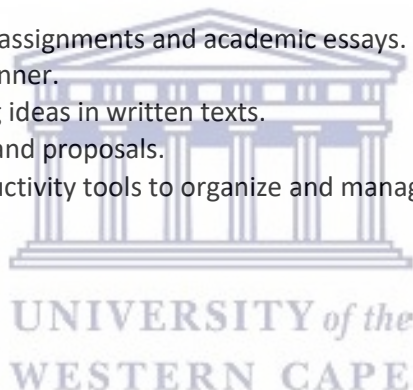 assignments and academic essays.
nner.
ideas in written texts.
and proposals.
uctivity tools to organize and manag
UNIVERSITY of the
WESTERN CAPE